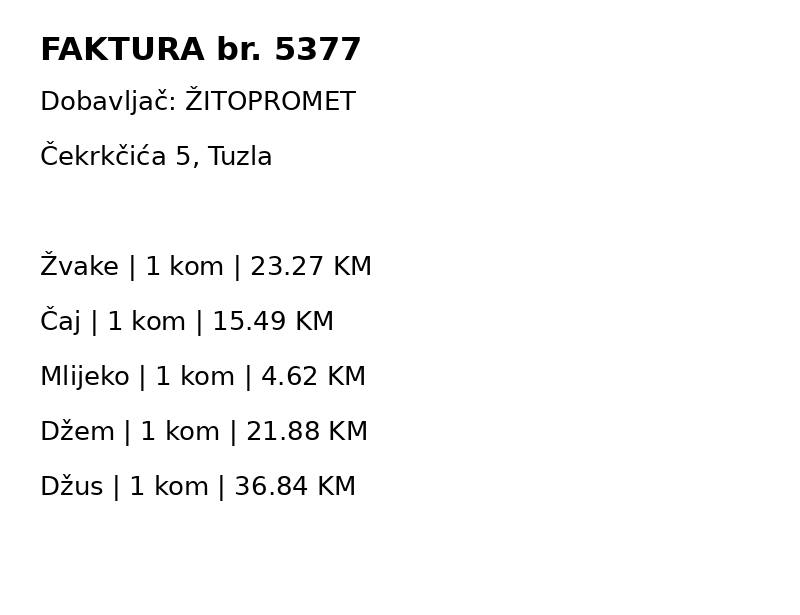 FAKTURA br. 5377
Dobavljač: ŽITOPROMET
Čekrkčića 5, Tuzla
Žvake | 1 kom | 23.27 KM
Čaj | 1 kom | 15.49 KM
Mlijeko | 1 kom | 4.62 KM
Džem | 1 kom | 21.88 KM
Džus | 1 kom | 36.84 KM